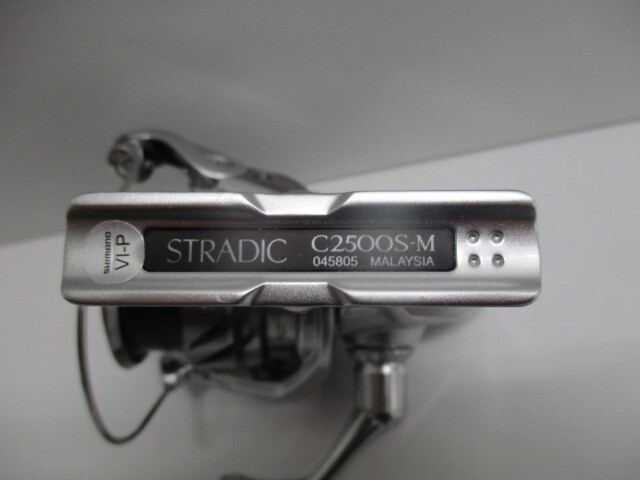 SHIMANO
VI-P
STRADIC
C2500S-M
045805 MALAYSIA